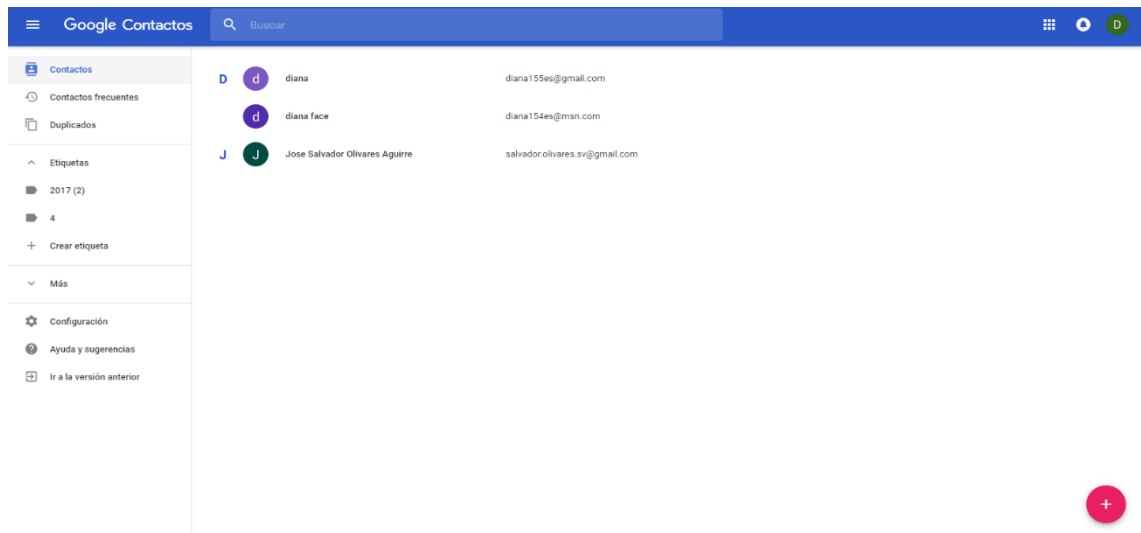 Google Contactos
Buscar
D
Contactos
Contactos frecuentes
Duplicados
Etiquetas
2017 (2)
4
Crear etiqueta
Más
Configuración
Ayuda y sugerencias
Ir a la versión anterior
D d diana diana155es@gmail.com
d diana face diana154es@msn.com
J J Jose Salvador Olivares Aguirre salvador.olivares.sv@gmail.com